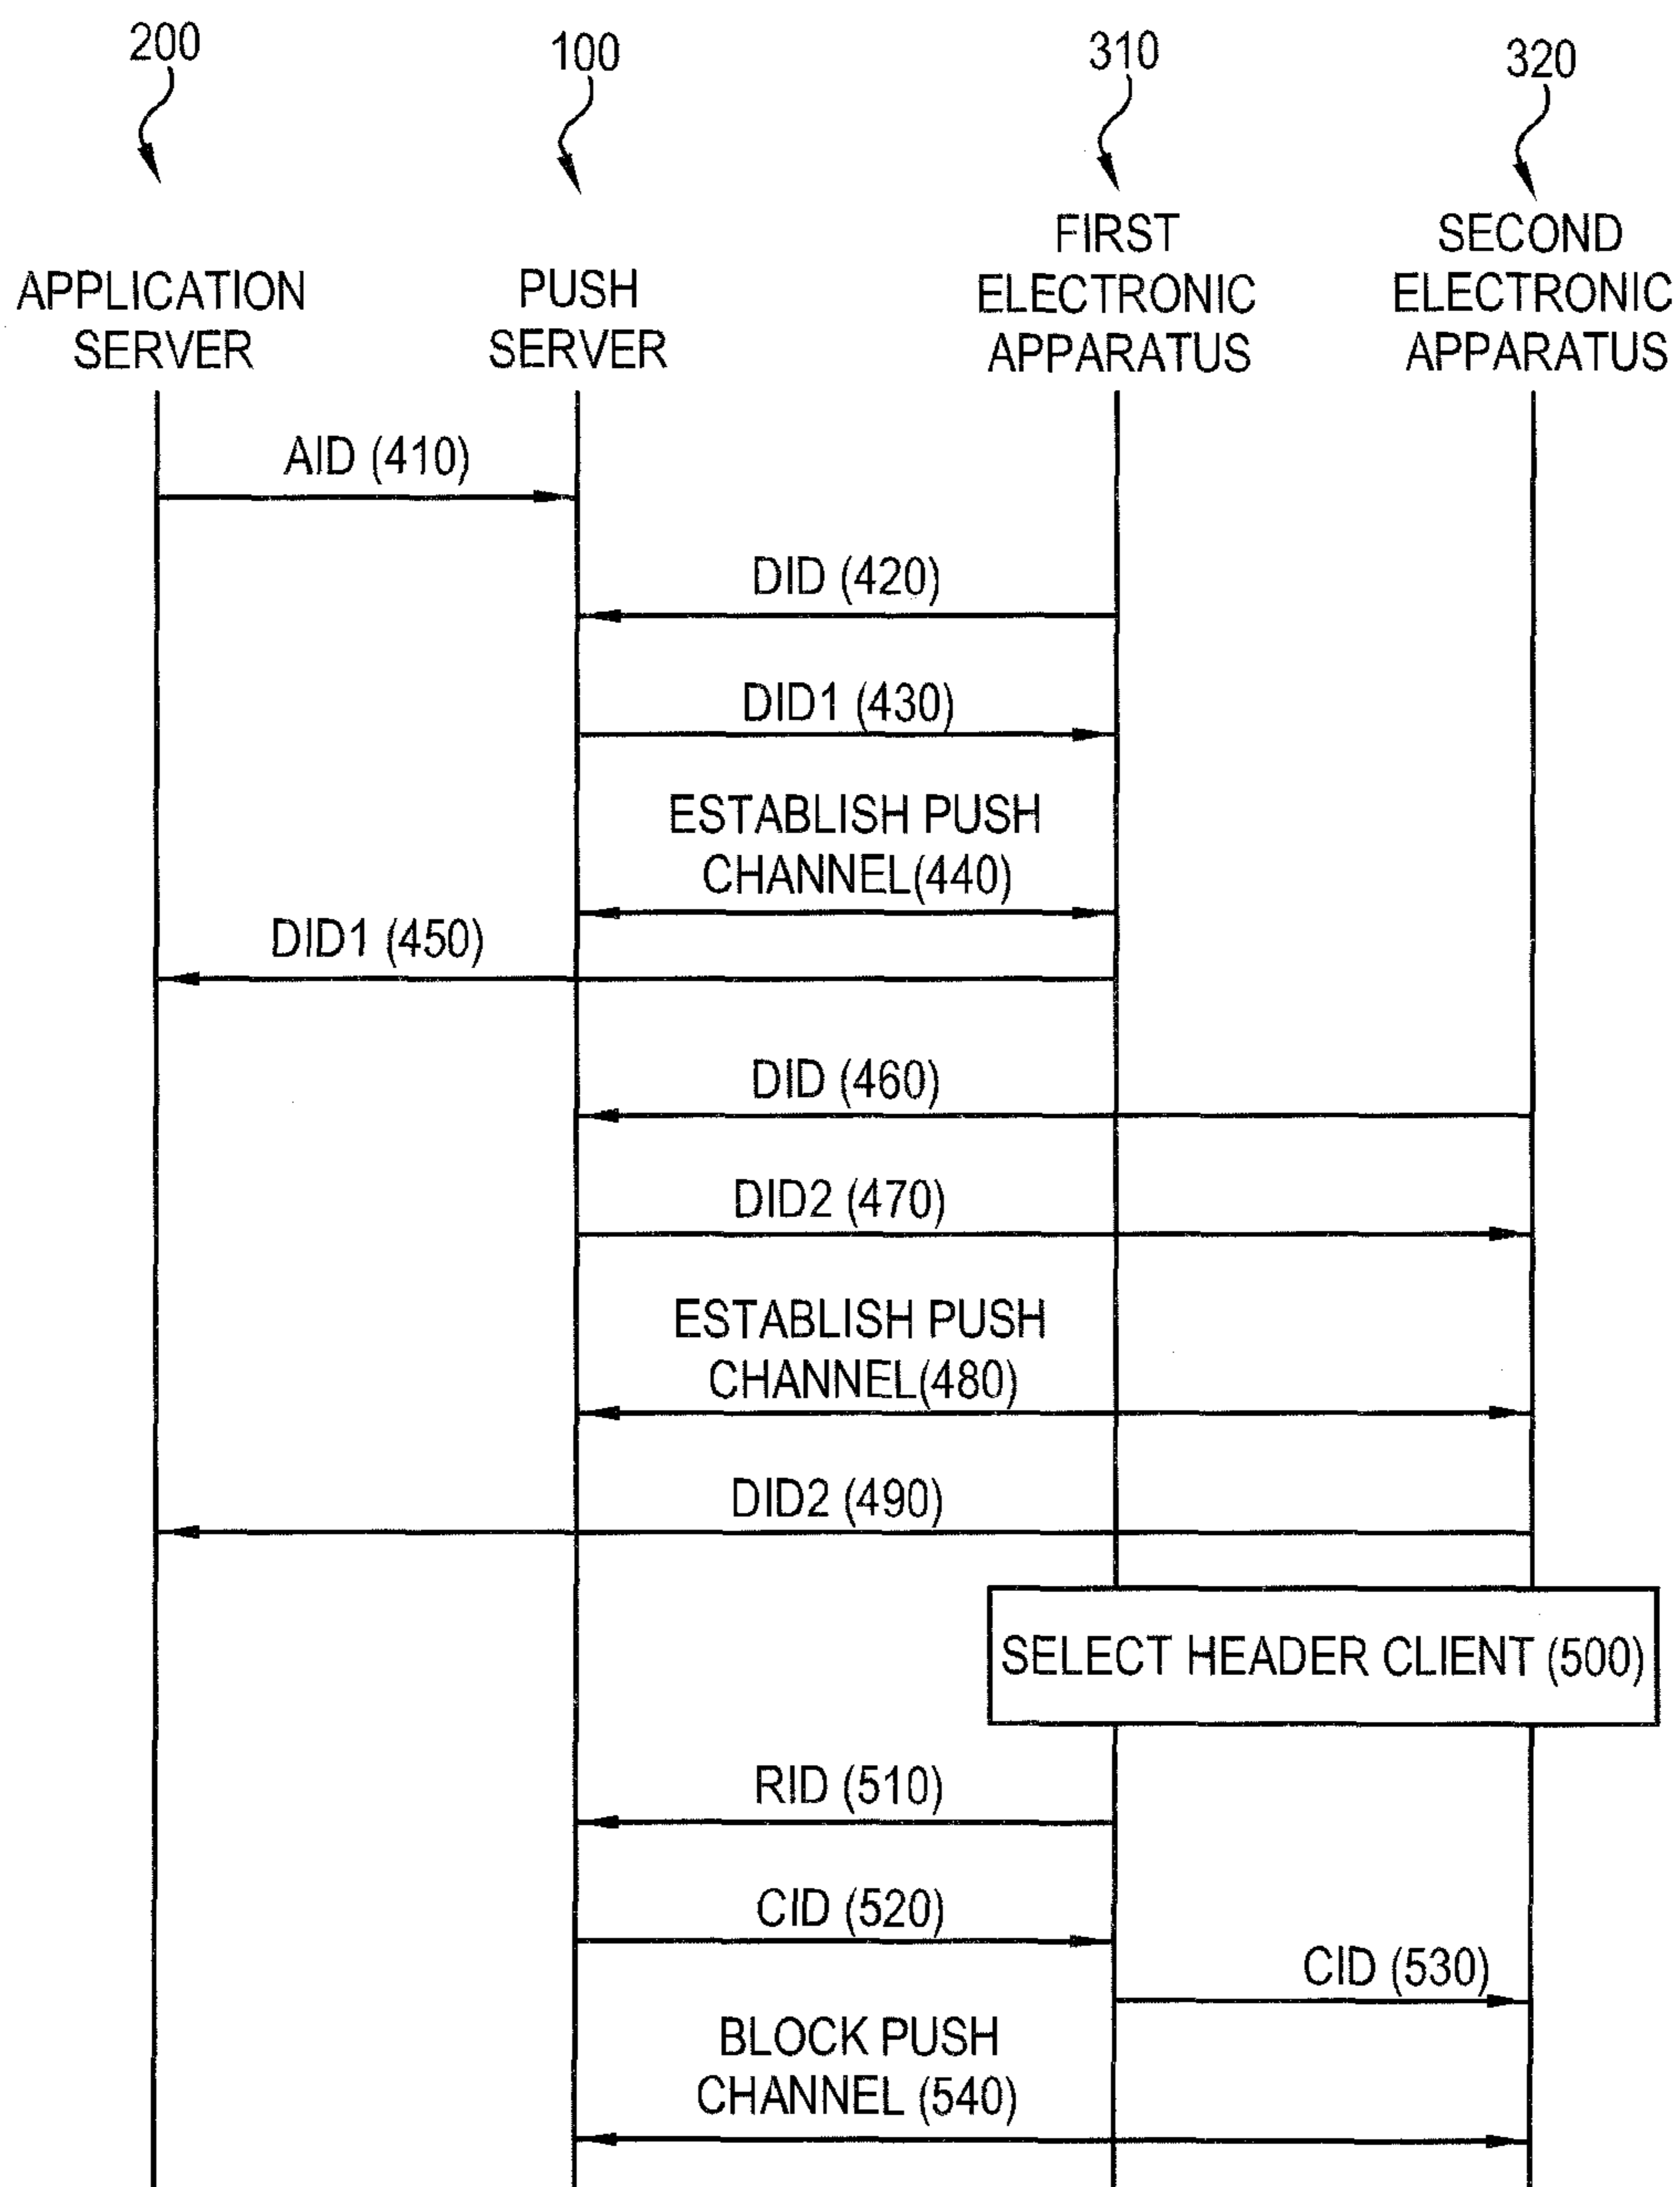 200
100
310
320
APPLICATION
SERVER
PUSH
SERVER
FIRST
ELECTRONIC
APPARATUS
SECOND
ELECTRONIC
APPARATUS
AID (410)
DID (420)
DID1 (430)
ESTABLISH PUSH
CHANNEL(440)
DID1 (450)
DID (460)
DID2 (470)
ESTABLISH PUSH
CHANNEL(480)
DID2 (490)
SELECT HEADER CLIENT (500)
RID (510)
CID (520)
CID (530)
BLOCK PUSH
CHANNEL (540)